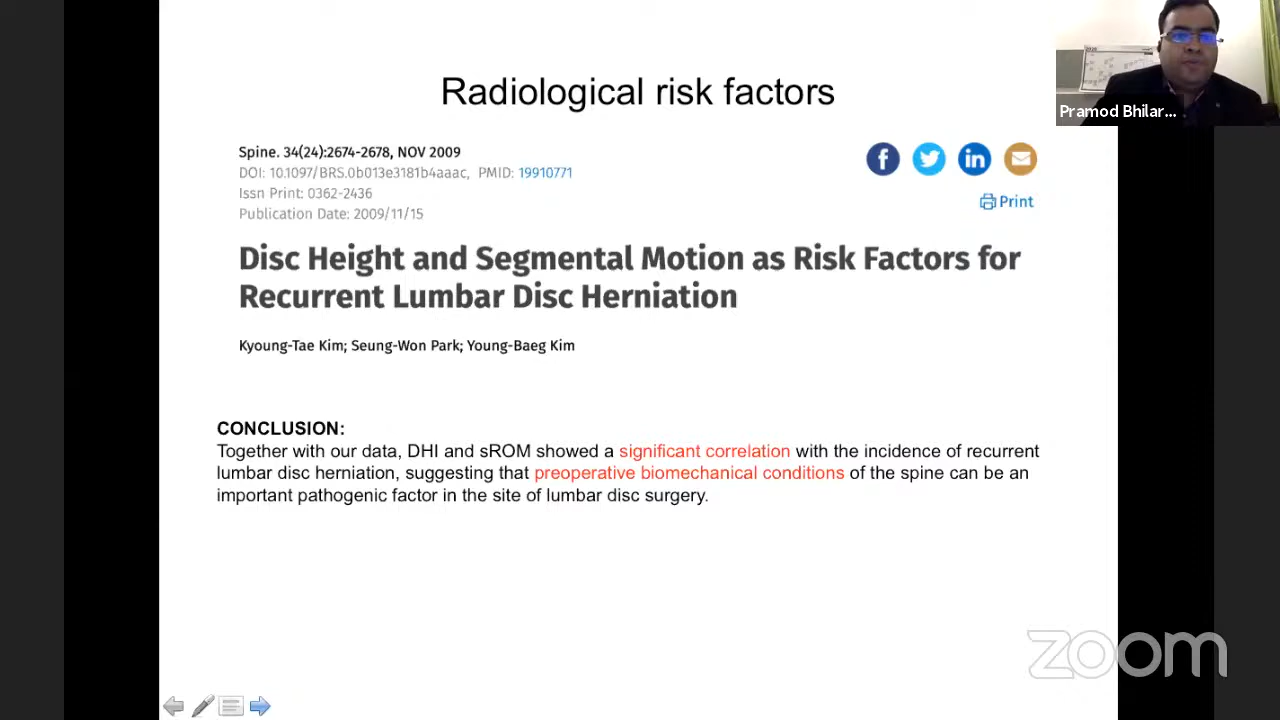 Radiological risk factors
Pramod Bhilar...
Spine. 34(24):2674-2678, NOV 2009
DOI: 10.1097/BRS.0b013e3181b4aaac, PMID: 19910771
Issn Print: 0362-2436
Publication Date: 2009/11/15
Print
Disc Height and Segmental Motion as Risk Factors for
Recurrent Lumbar Disc Herniation
Kyoung-Tae Kim; Seung-Won Park; Young-Baeg Kim
CONCLUSION:
Together with our data, DHI and sROM showed a significant correlation with the incidence of recurrent
lumbar disc herniation, suggesting that preoperative biomechanical conditions of the spine can be an
important pathogenic factor in the site of lumbar disc surgery.
zoom